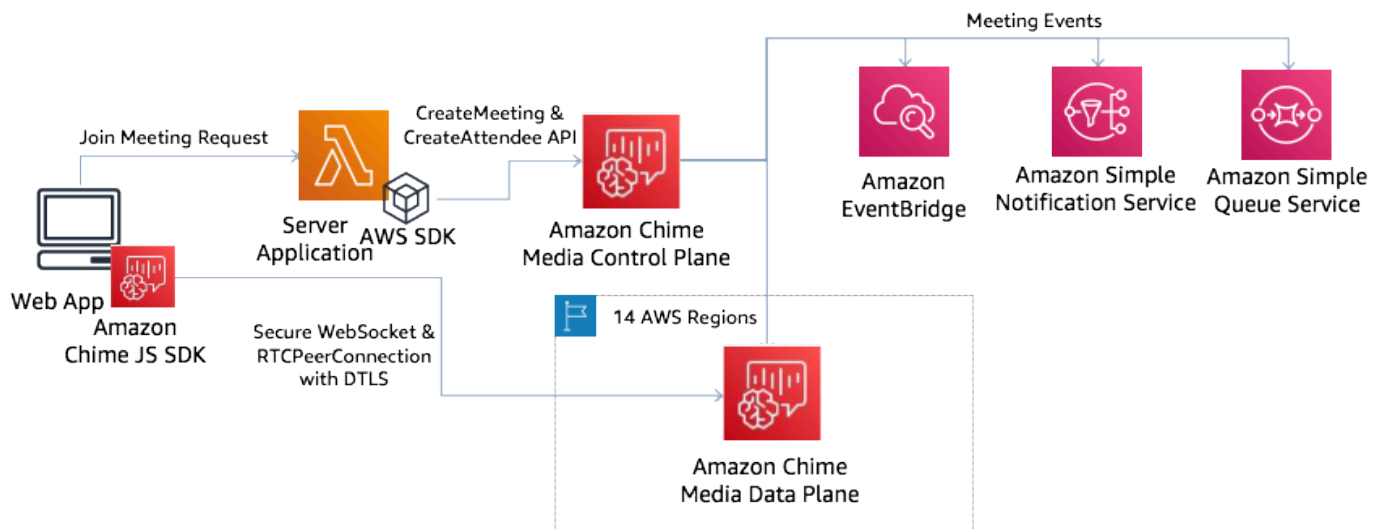 Meeting Events
Join Meeting Request
CreateMeeting &
CreateAttendee API
Server
Application
AWS SDK
Amazon Chime
Media Control Plane
Amazon
EventBridge
Amazon Simple
Notification Service
Amazon Simple
Queue Service
Web App
Amazon
Chime JS SDK
Secure WebSocket &
RTCPeerConnection
with DTLS
14 AWS Regions
Amazon Chime
Media Data Plane